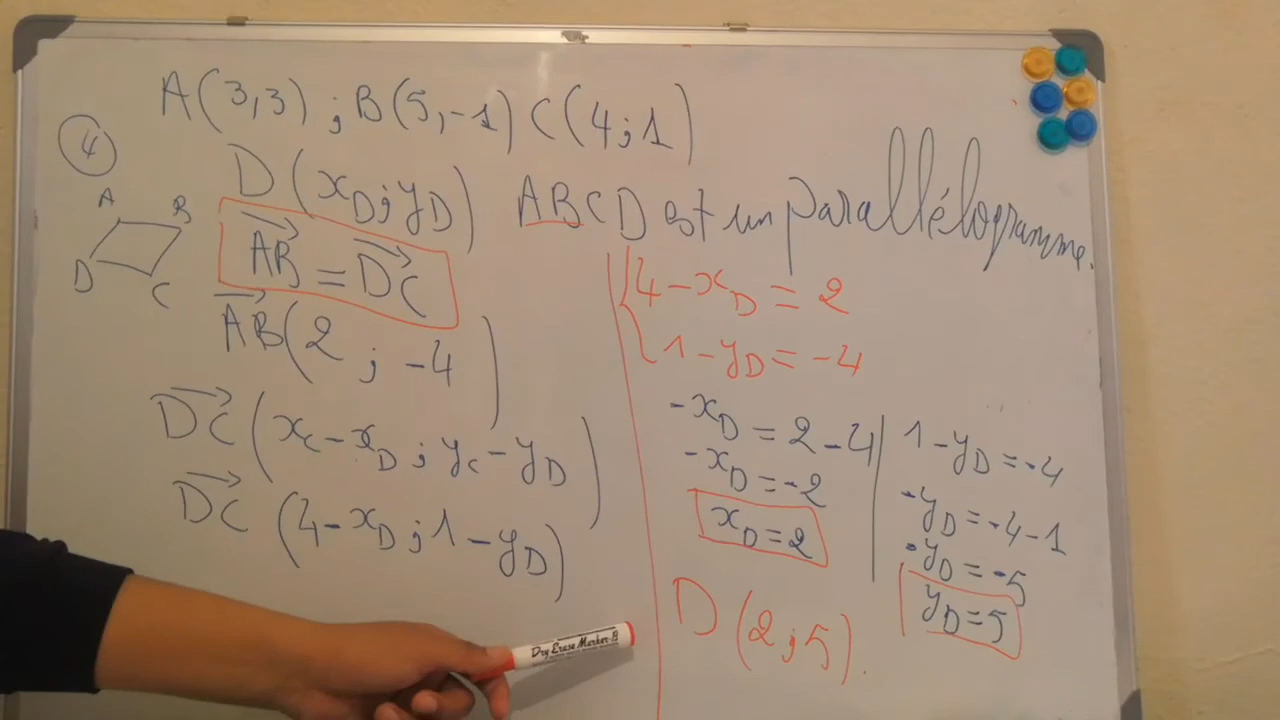 A(3,3) ; B(5,-1) C(4;1)
4
D(xD;yD) ABCD est un parallélogramme.
A B
D C
AB = DC
AB(2 ; -4)
DC(xC-xD ; yC-yD)
DC(4-xD ; 1-yD)
4-xD = 2
1-yD = -4
-xD = 2-4
-xD = -2
xD = 2
1-yD = -4
-yD = -4-1
-yD = -5
yD = 5
D(2;5).
Dry Erase Marker-B